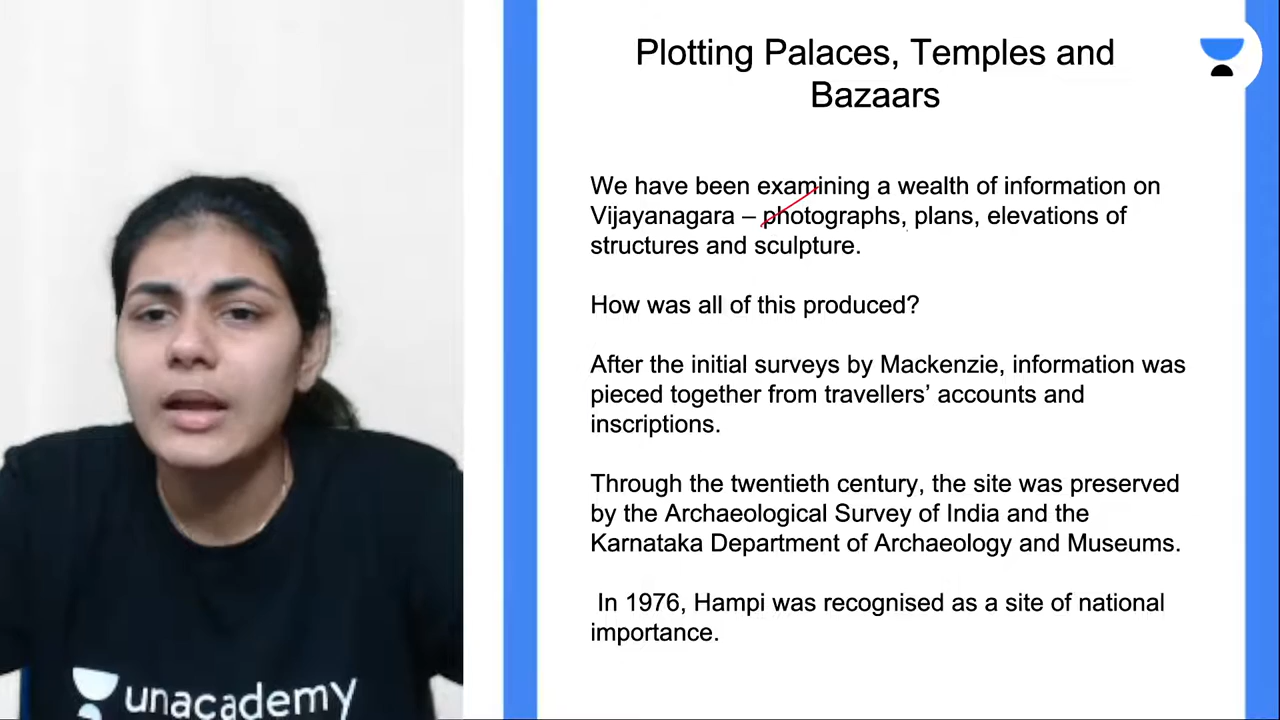 Plotting Palaces, Temples and
Bazaars
We have been examining a wealth of information on
Vijayanagara – photographs, plans, elevations of
structures and sculpture.
How was all of this produced?
After the initial surveys by Mackenzie, information was
pieced together from travellers’ accounts and
inscriptions.
Through the twentieth century, the site was preserved
by the Archaeological Survey of India and the
Karnataka Department of Archaeology and Museums.
In 1976, Hampi was recognised as a site of national
importance.
unacademy